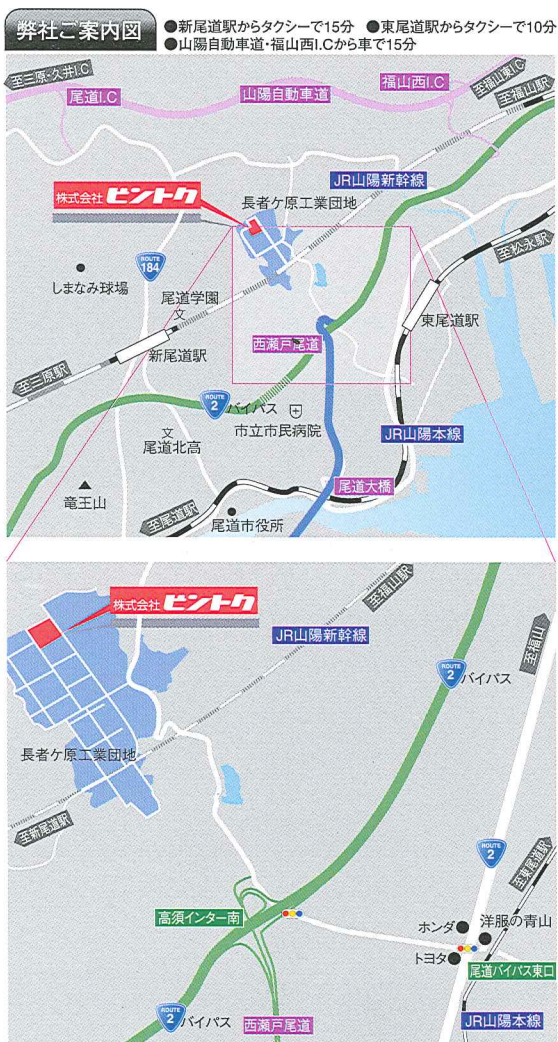 弊社ご案内図
●新尾道駅からタクシーで15分 ●東尾道駅からタクシーで10分
●山陽自動車道・福山西I.Cから車で15分
至三原・久井I.C
尾道I.C
山陽自動車道
福山西I.C
至福山東I.C
至福山駅
JR山陽新幹線
株式会社 ピントク
長者ケ原工業団地
至松永駅
ROUTE
184
しまなみ球場
尾道学園
文
新尾道駅
東尾道駅
西瀬戸尾道
至三原駅
ROUTE
2
バイパス
市立市民病院
文
尾道北高
JR山陽本線
竜王山
尾道大橋
至尾道駅
尾道市役所
株式会社 ピントク
至福山駅
JR山陽新幹線
至福山
ROUTE
2
バイパス
長者ケ原工業団地
至新尾道駅
ROUTE
2
至東尾道駅
高須インター南
ホンダ
洋服の青山
トヨタ
尾道バイパス東口
ROUTE
2
バイパス
西瀬戸尾道
JR山陽本線